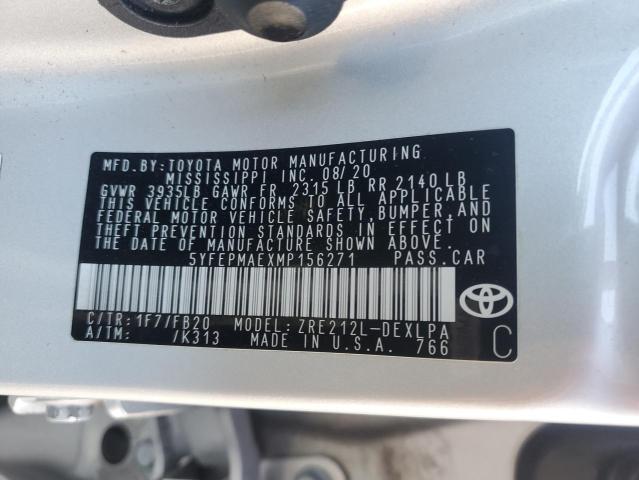 MFD.BY:TOYOTA MOTOR MANUFACTURING
MISSISSIPPI INC. 08/20
GVWR 3935LB GAWR FR 2315 LB RR 2140 LB
THIS VEHICLE CONFORMS TO ALL APPLICABLE
FEDERAL MOTOR VEHICLE SAFETY,BUMPER,AND
THEFT PREVENTION STANDARDS IN EFFECT ON
THE DATE OF MANUFACTURE SHOWN ABOVE.
5YFEPMAEXMP156271 PASS.CAR
C/TR:1F7/FB20 MODEL:ZRE212L-DEXLPA
A/TM: /K313 MADE IN U.S.A. 766 C